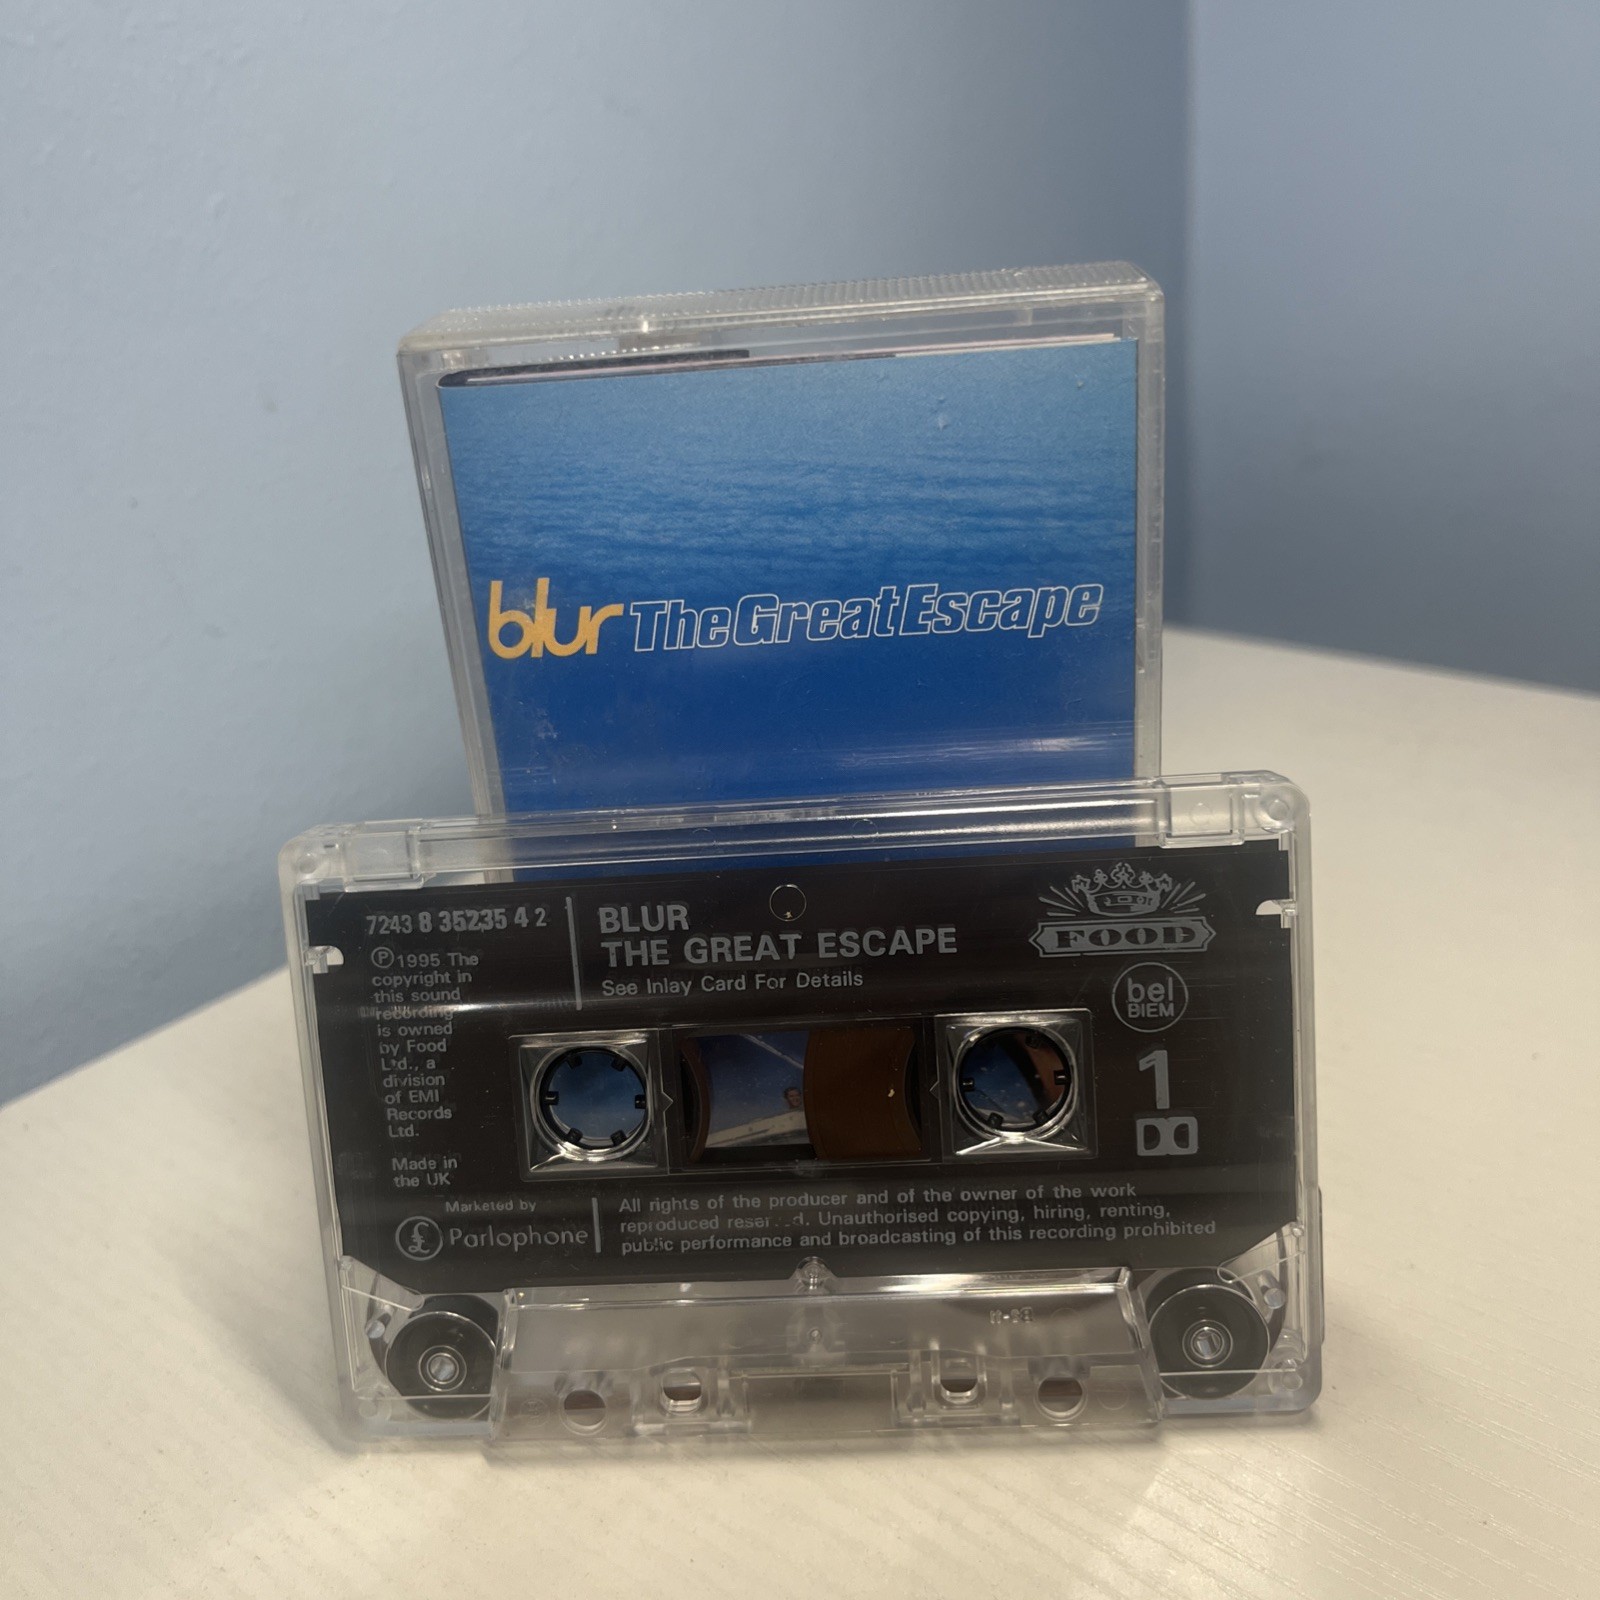 blur The Great Escape
7243 8 35235 4 2
℗ 1995 The
copyright in
this sound
recording
is owned
by Food
Ltd., a
division
of EMI
Records
Ltd.
Made in
the UK
BLUR
THE GREAT ESCAPE
See Inlay Card For Details
FOOD
bel
BIEM
1
Marketed by
£ Parlophone
All rights of the producer and of the owner of the work
reproduced reserved. Unauthorised copying, hiring, renting,
public performance and broadcasting of this recording prohibited